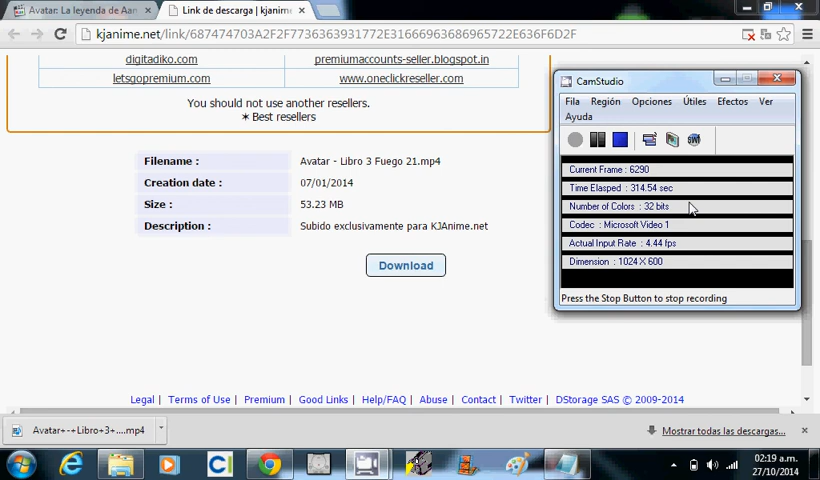 Avatar: La leyenda de Aan
Link de descarga | kjanime
kjanime.net/link/687474703A2F2F7736363931772E31666963686965722E636F6D2F
digitadiko.com
premiumaccounts-seller.blogspot.in
letsgopremium.com
www.oneclickreseller.com
You should not use another resellers.
✶ Best resellers
Filename :
Avatar - Libro 3 Fuego 21.mp4
Creation date :
07/01/2014
Size :
53.23 MB
Description :
Subido exclusivamente para KJAnime.net
Download
CamStudio
Fila Región Opciones Útiles Efectos Ver
Ayuda
SWF
Current Frame : 6290
Time Elasped : 314.54 sec
Number of Colors : 32 bits
Codec : Microsoft Video 1
Actual Input Rate : 4.44 fps
Dimension : 1024 X 600
Press the Stop Button to stop recording
Legal | Terms of Use | Premium | Good Links | Help/FAQ | Abuse | Contact | Twitter | DStorage SAS © 2009-2014
Avatar+-+Libro+3+....mp4
Mostrar todas las descargas...
CI
02:19 a.m.
27/10/2014